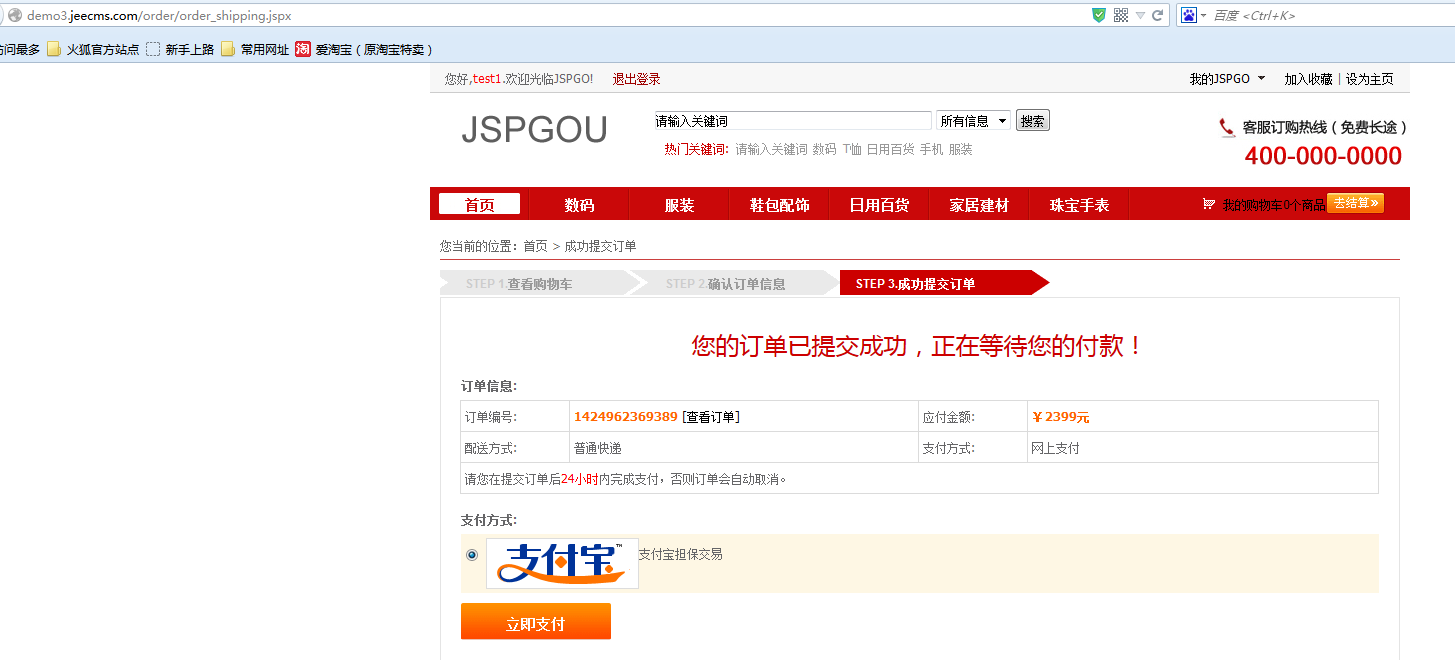 demo3.jeecms.com/order/order_shipping.jspx 百度 <Ctrl+K>
访问最多 火狐官方站点 新手上路 常用网址 淘 爱淘宝（原淘宝特卖）
您好,test1.欢迎光临JSPGO! 退出登录 我的JSPGO 加入收藏 | 设为主页
JSPGOU 请输入关键词 所有信息 搜索
热门关键词: 请输入关键词 数码 T恤 日用百货 手机 服装
客服订购热线（免费长途）
400-000-0000
首页 数码 服装 鞋包配饰 日用百货 家居建材 珠宝手表 我的购物车0个商品 去结算»
您当前的位置：首页 > 成功提交订单
STEP 1.查看购物车 STEP 2.确认订单信息 STEP 3.成功提交订单
您的订单已提交成功，正在等待您的付款！
订单信息:
订单编号: 1424962369389 [查看订单] 应付金额: ￥2399元
配送方式: 普通快递 支付方式: 网上支付
请您在提交订单后24小时内完成支付，否则订单会自动取消。
支付方式:
支付宝™ 支付宝担保交易
立即支付